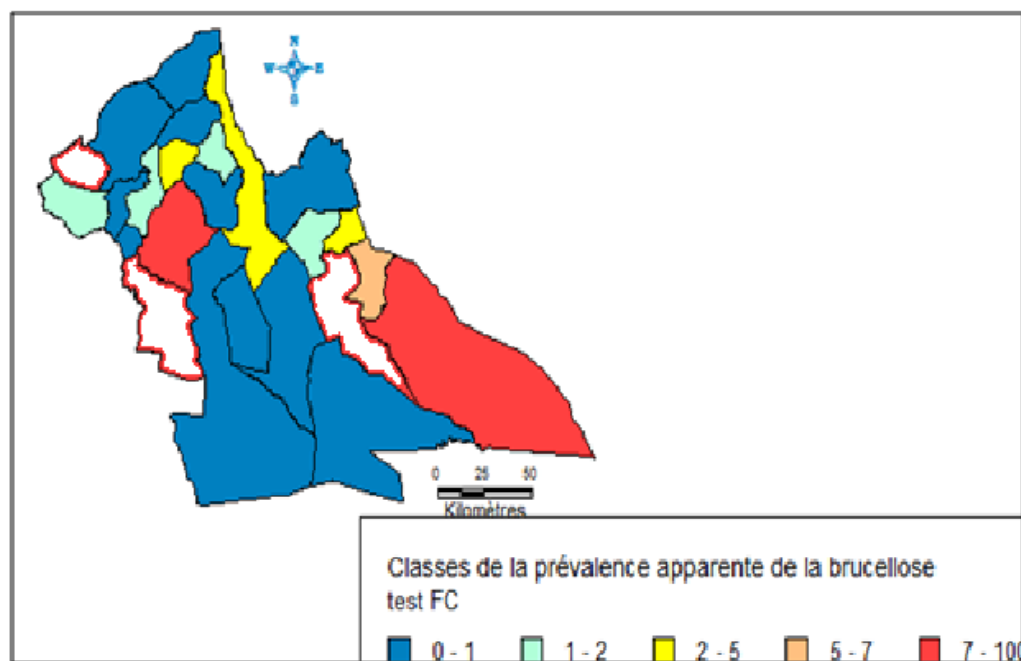 N
W E
S
0 25 50
Kilomètres
Classes de la prévalence apparente de la brucellose
test FC
0 - 1 1 - 2 2 - 5 5 - 7 7 - 100